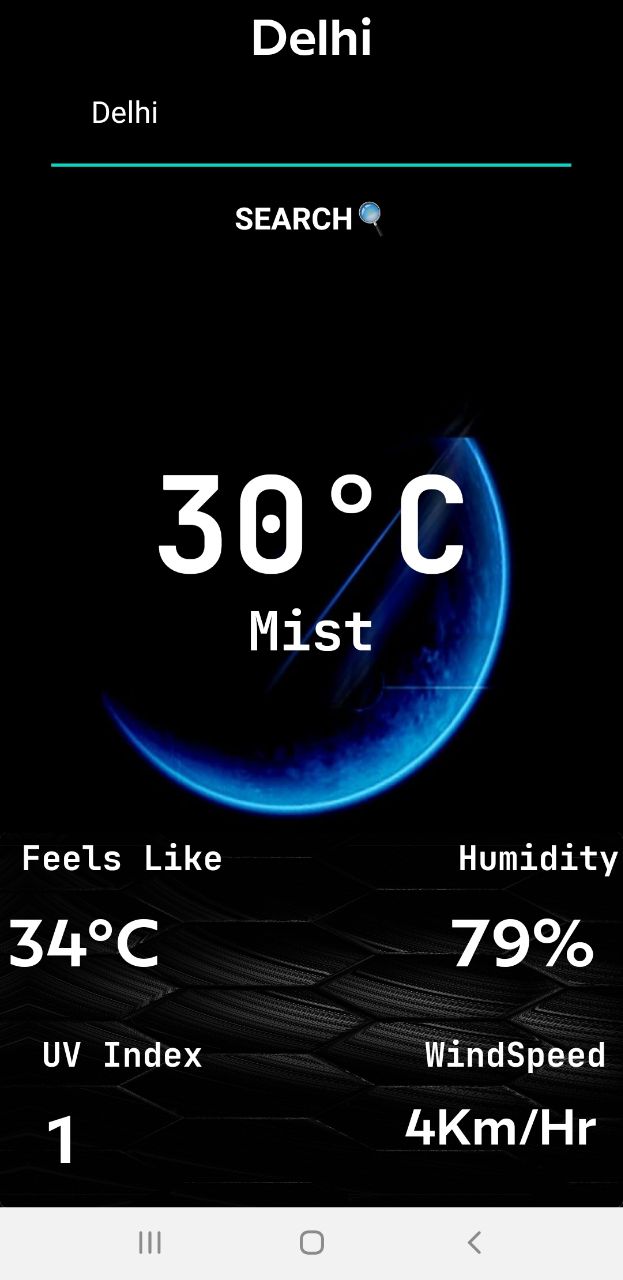 Delhi
Delhi
SEARCH🔍
30°C
Mist
Feels Like Humidity
34°C 79%
UV Index WindSpeed
1 4Km/Hr